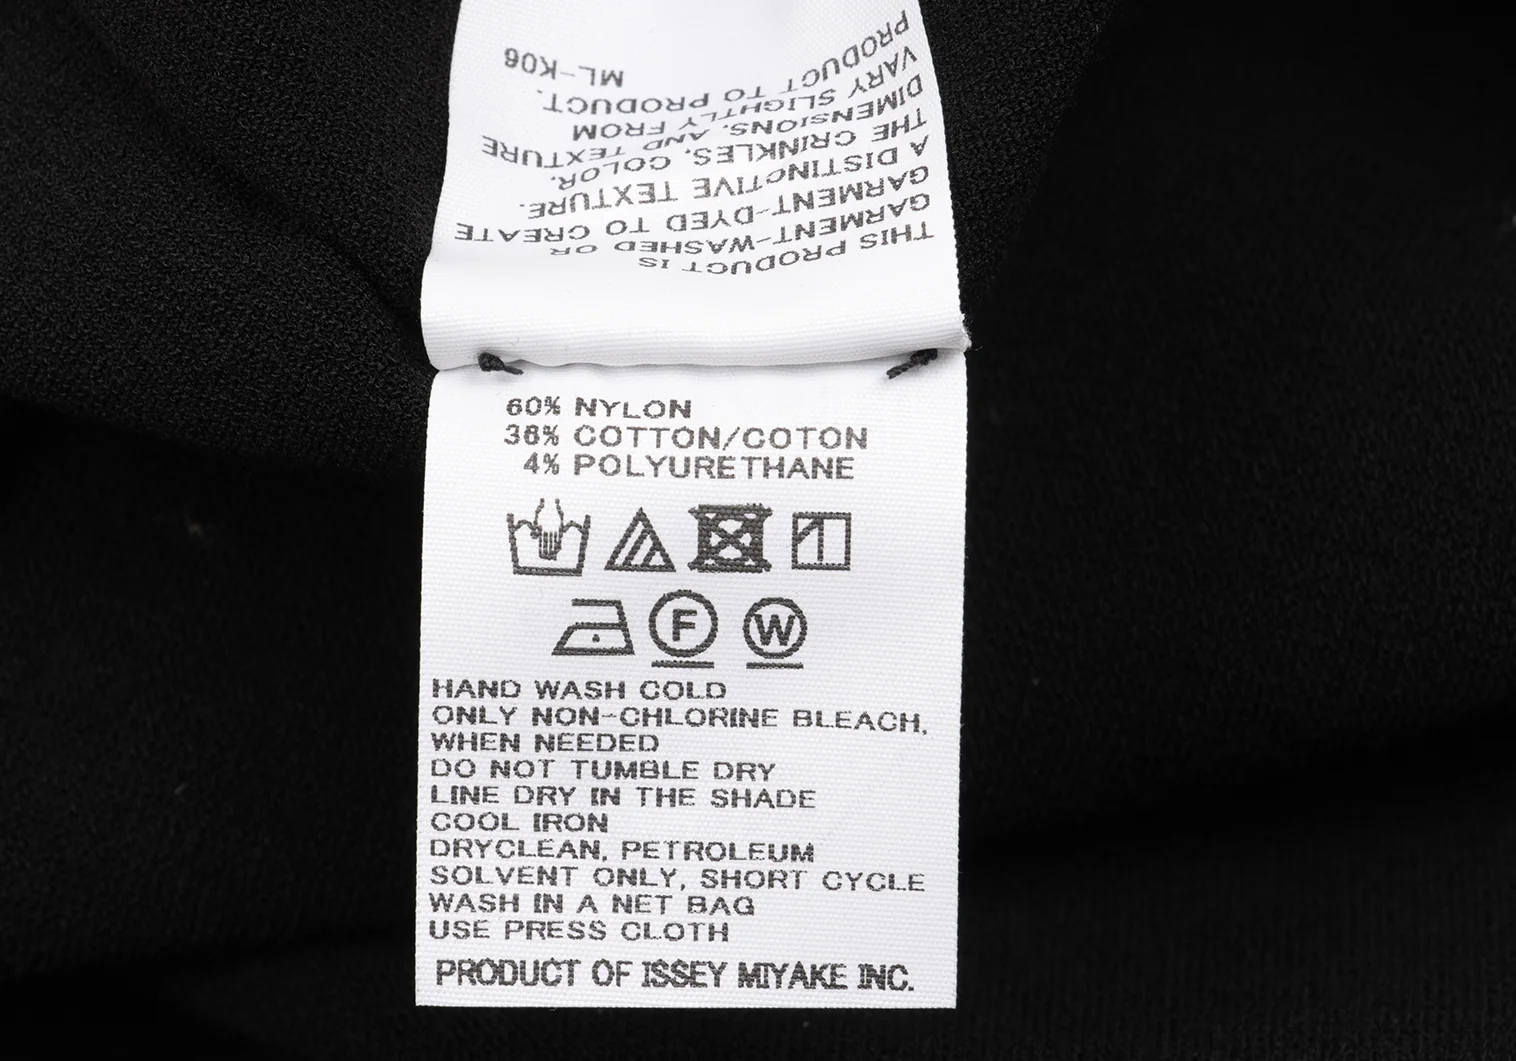 THIS PRODUCT IS
GARMENT-WASHED OR
GARMENT-DYED TO CREATE
A DISTINCTIVE TEXTURE.
THE CRINKLES, COLOR,
DIMENSIONS, AND TEXTURE
VARY SLIGHTLY FROM
PRODUCT TO PRODUCT.
ML-K06
60% NYLON
36% COTTON/COTON
4% POLYURETHANE
F W
HAND WASH COLD
ONLY NON-CHLORINE BLEACH,
WHEN NEEDED
DO NOT TUMBLE DRY
LINE DRY IN THE SHADE
COOL IRON
DRYCLEAN, PETROLEUM
SOLVENT ONLY, SHORT CYCLE
WASH IN A NET BAG
USE PRESS CLOTH
PRODUCT OF ISSEY MIYAKE INC.